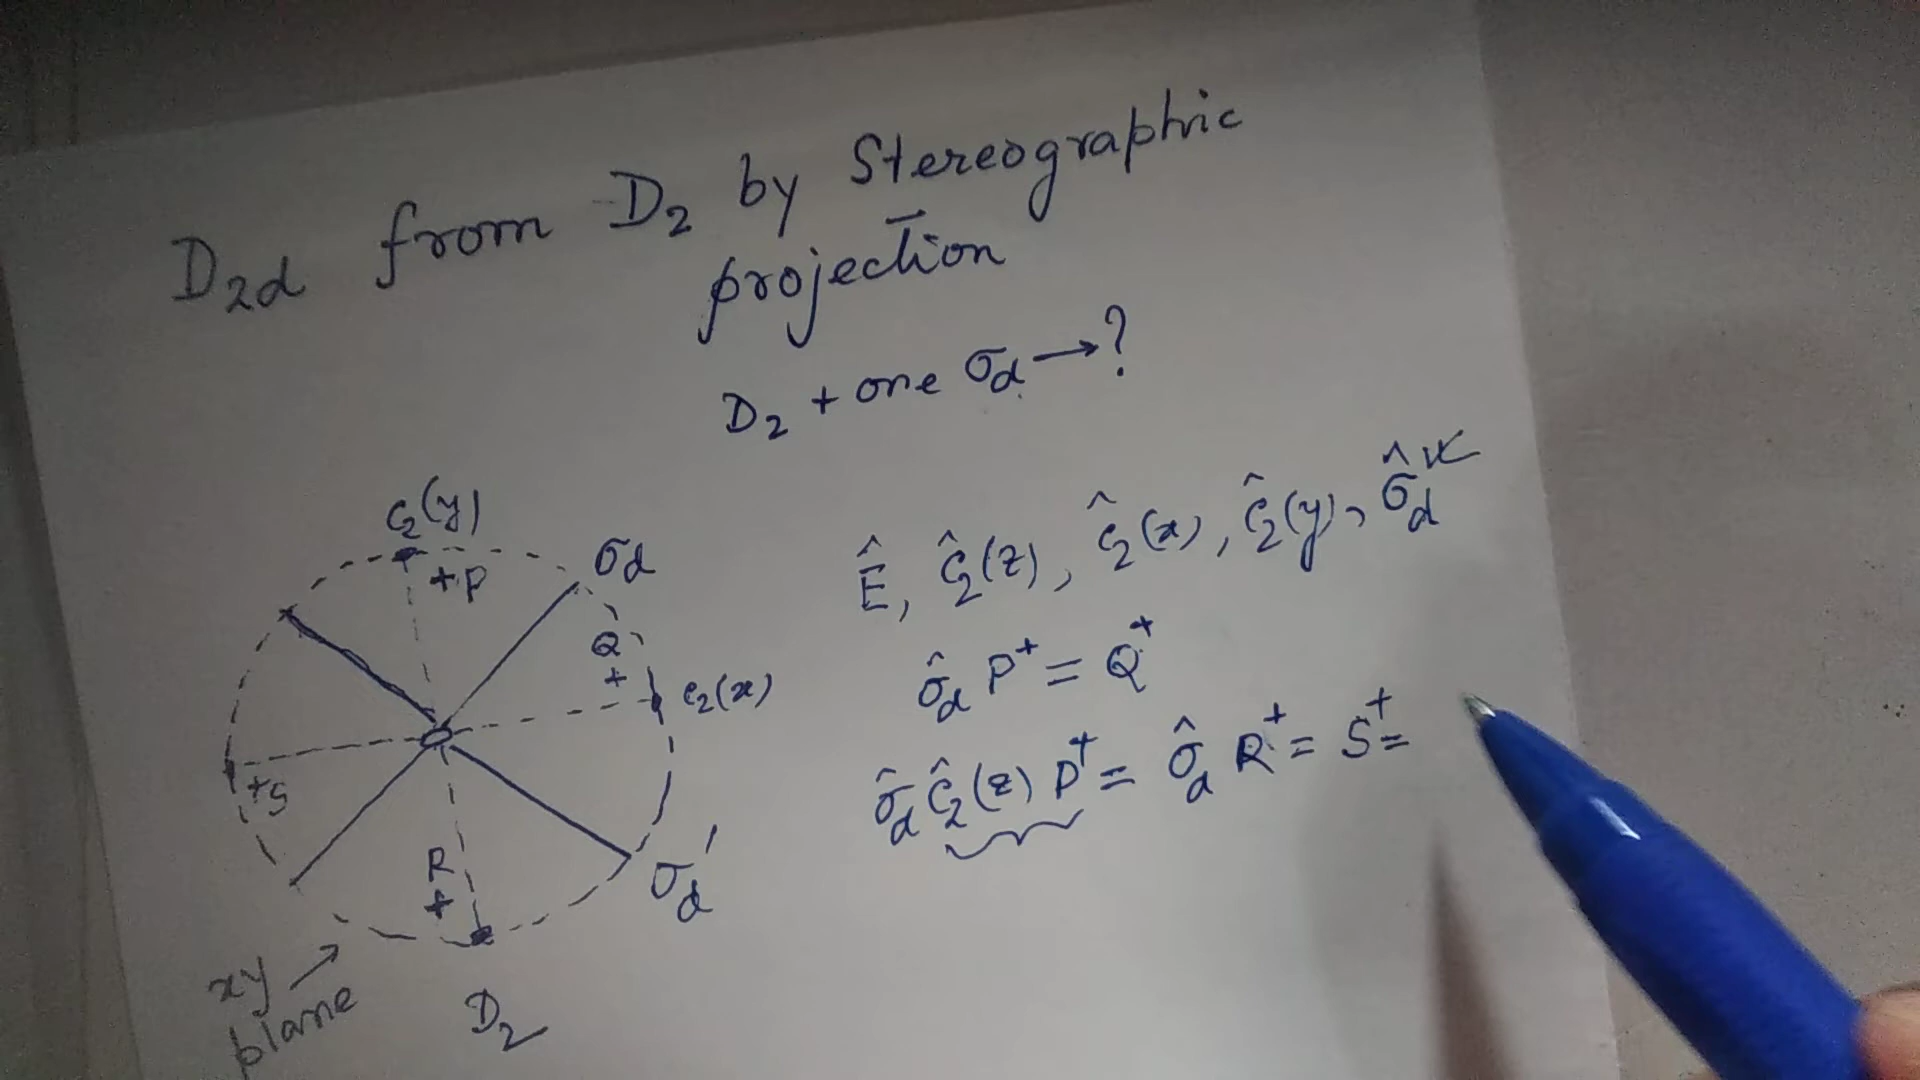 D₂d from D₂ by Stereographic
projection
D₂ + one σd → ?
Ê, Ĉ₂(z), Ĉ₂(x), Ĉ₂(y), σ̂d
σ̂d P⁺ = Q⁺
σ̂d Ĉ₂(z) P⁺ = σ̂d R⁺ = S⁺ =
C₂(y)
+P
σd
Q
+
C₂(x)
+S
R
+
σd′
xy →
plane
D₂